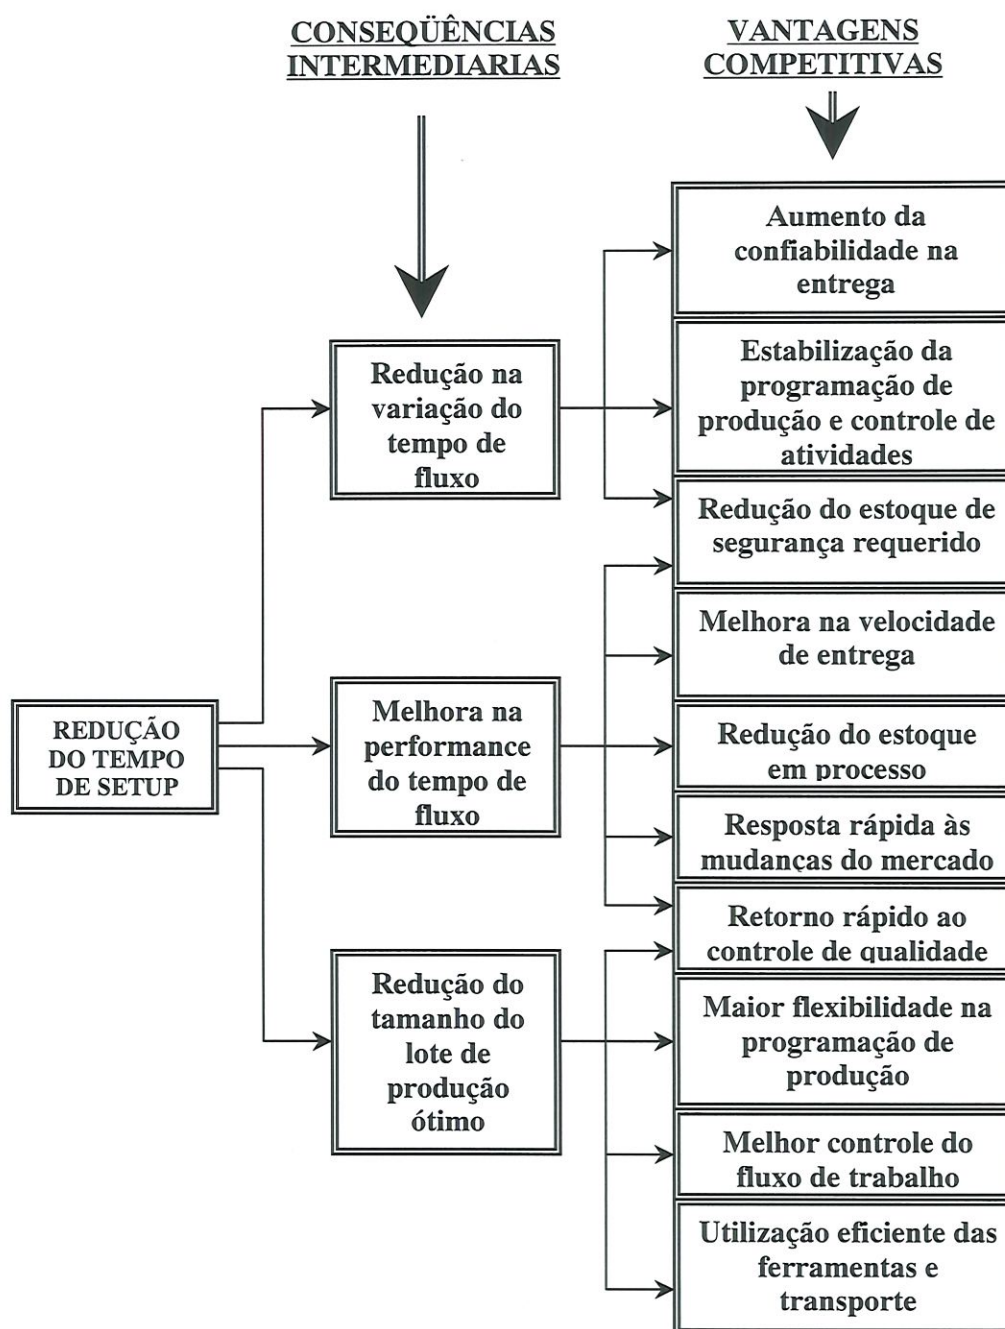 CONSEQÜÊNCIAS
INTERMEDIARIAS
VANTAGENS
COMPETITIVAS
REDUÇÃO
DO TEMPO
DE SETUP
Redução na
variação do
tempo de
fluxo
Melhora na
performance
do tempo de
fluxo
Redução do
tamanho do
lote de
produção
ótimo
Aumento da
confiabilidade na
entrega
Estabilização da
programação de
produção e controle de
atividades
Redução do estoque de
segurança requerido
Melhora na velocidade
de entrega
Redução do estoque
em processo
Resposta rápida às
mudanças do mercado
Retorno rápido ao
controle de qualidade
Maior flexibilidade na
programação de
produção
Melhor controle do
fluxo de trabalho
Utilização eficiente das
ferramentas e
transporte